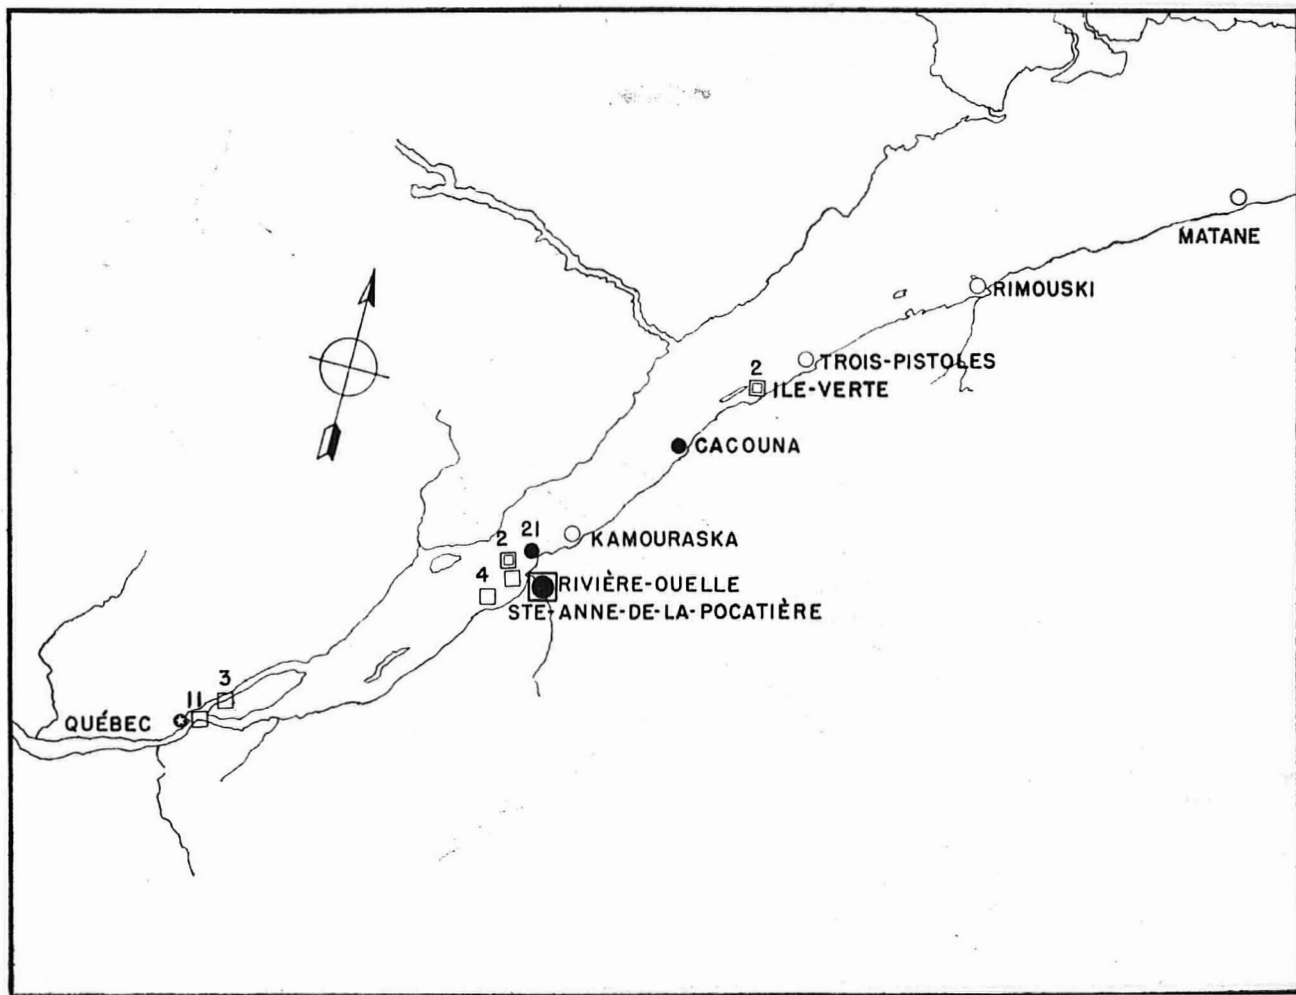 MATANE
RIMOUSKI
TROIS-PISTOLES
2
ILE-VERTE
CACOUNA
21
KAMOURASKA
2
4
RIVIÈRE-OUELLE
STE-ANNE-DE-LA-POCATIÈRE
3
11
QUÉBEC